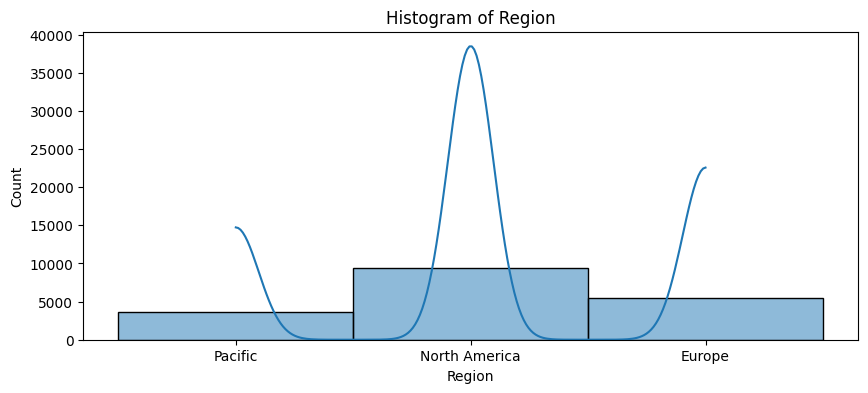 Histogram of Region
40000
35000
30000
25000
20000
15000
10000
5000
0
Count
Pacific
North America
Europe
Region